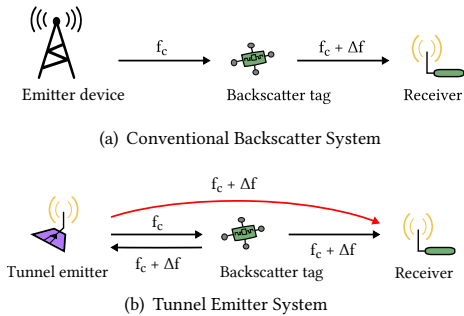 f_c
f_c + Δf
Emitter device
Backscatter tag
Receiver
(a) Conventional Backscatter System
f_c + Δf
f_c
f_c + Δf
f_c + Δf
Tunnel emitter
Backscatter tag
Receiver
(b) Tunnel Emitter System